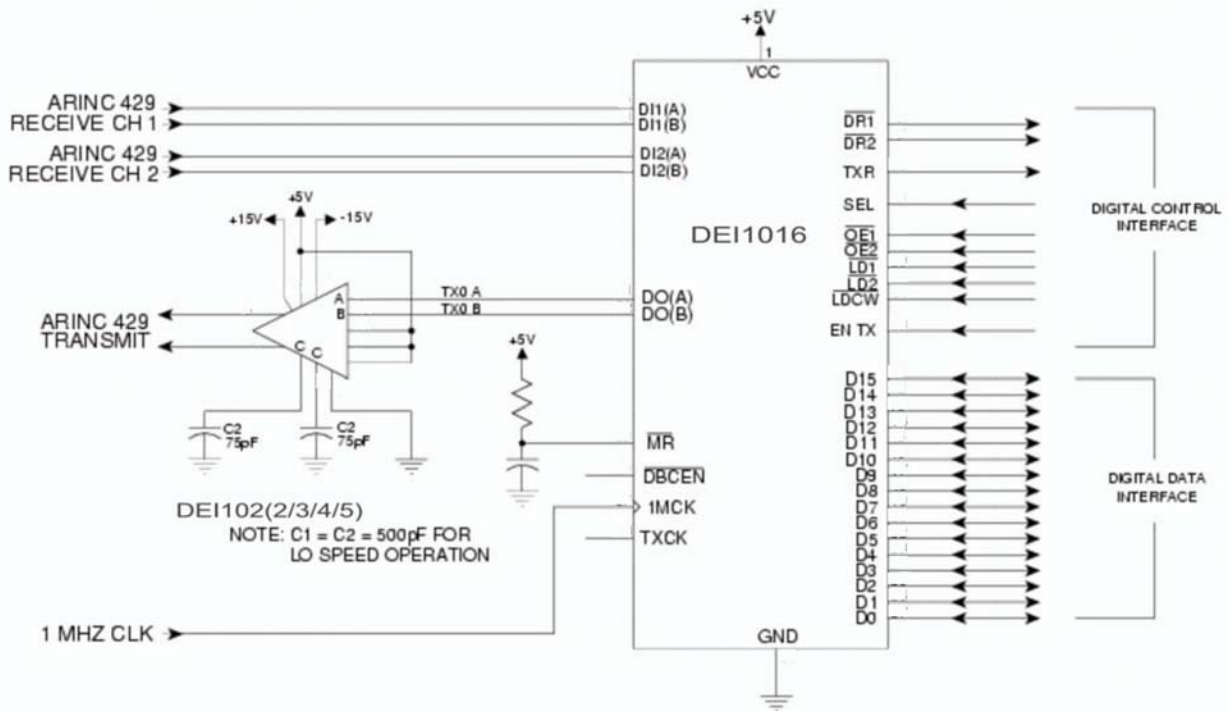 +5V
1
VCC
ARINC 429
RECEIVE CH 1
DI1(A)
DI1(B)
ARINC 429
RECEIVE CH 2
DI2(A)
DI2(B)
DR1
DR2
TXR
SEL
OE1
OE2
LD1
LD2
LDCW
EN TX
DIGITAL CONTROL
INTERFACE
DEI1016
+15V
+5V
-15V
A
B
C
C
TX0 A
TX0 B
DO(A)
DO(B)
ARINC 429
TRANSMIT
+5V
C2
75pF
C2
75pF
MR
DBCEN
1MCK
TXCK
DEI102(2/3/4/5)
NOTE: C1 = C2 = 500pF FOR
LO SPEED OPERATION
1 MHZ CLK
D15
D14
D13
D12
D11
D10
D9
D8
D7
D6
D5
D4
D3
D2
D1
D0
DIGITAL DATA
INTERFACE
GND